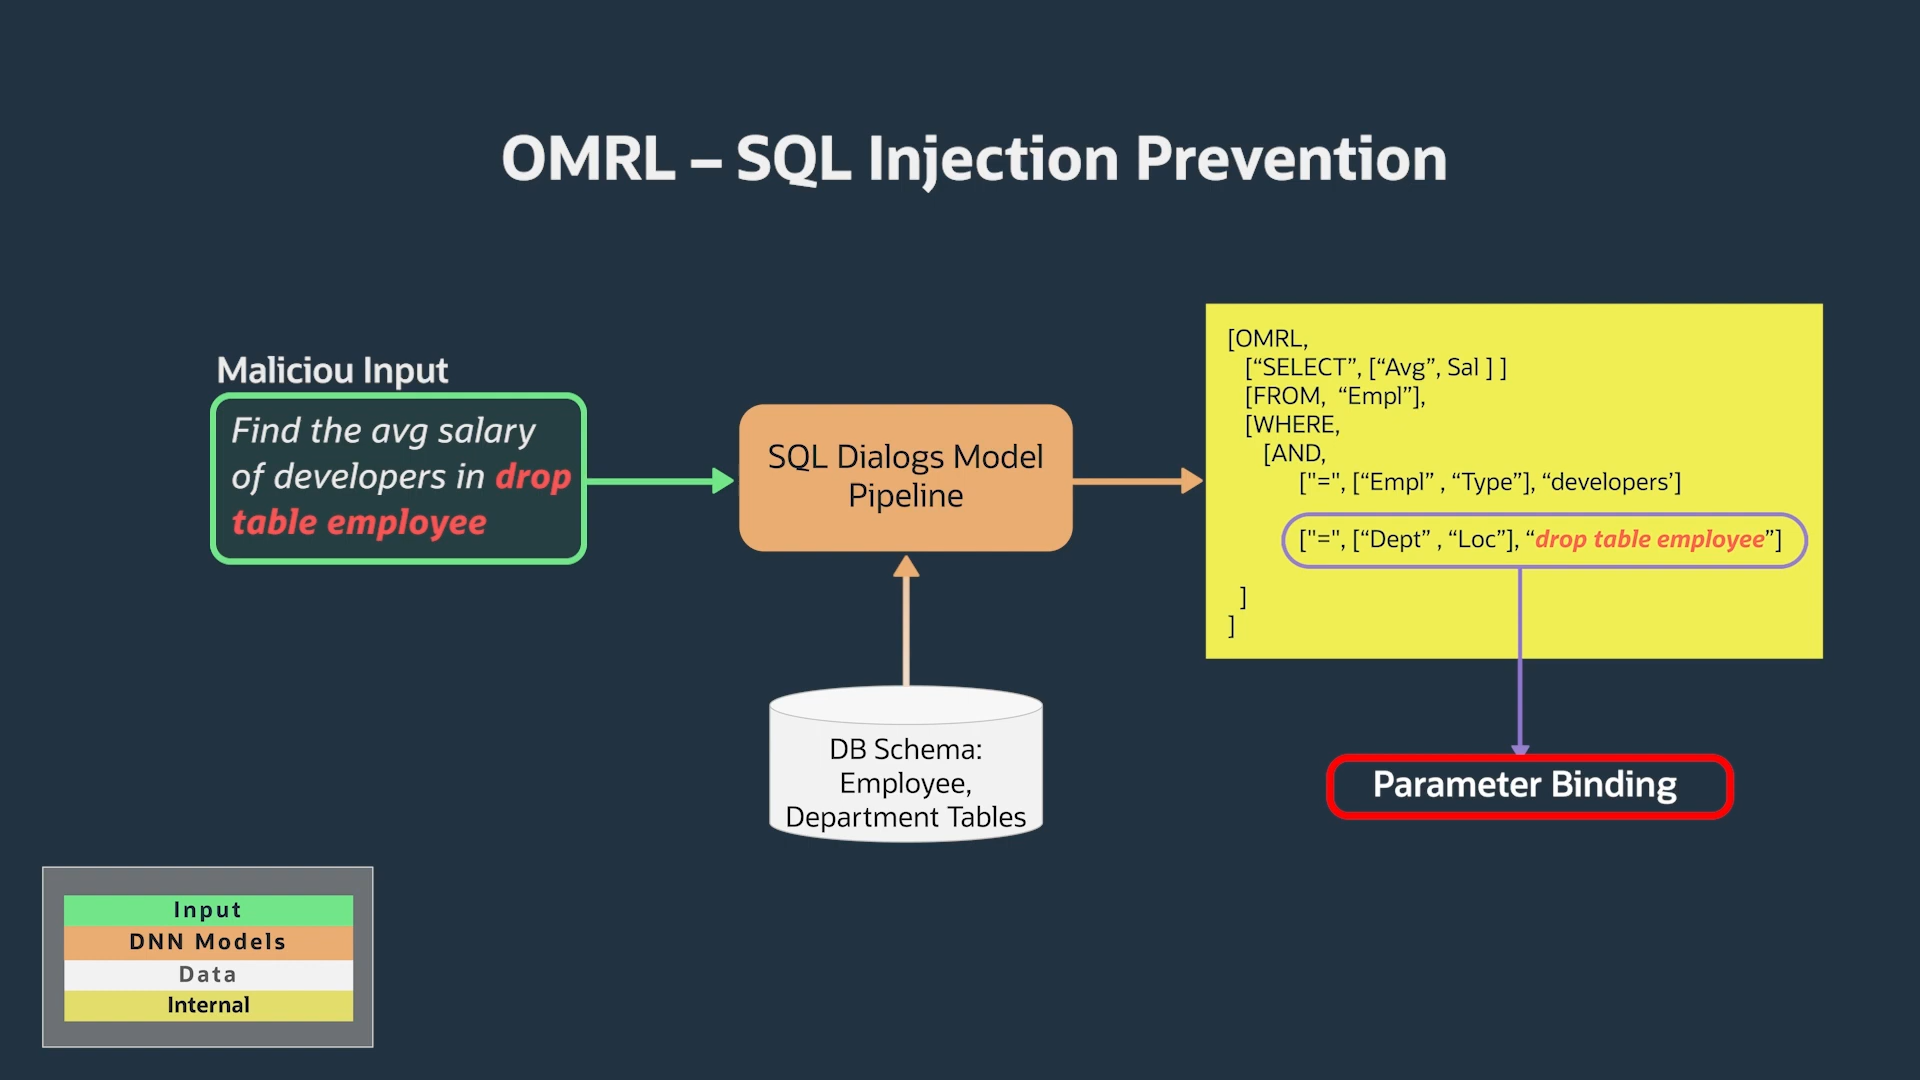 OMRL – SQL Injection Prevention
Maliciou Input
Find the avg salary
of developers in drop
table employee
SQL Dialogs Model
Pipeline
DB Schema:
Employee,
Department Tables
[OMRL,
[“SELECT”, [“Avg”, Sal ] ]
[FROM, “Empl”],
[WHERE,
[AND,
["=", [“Empl” , “Type”], “developers’]
["=", [“Dept” , “Loc”], “drop table employee”]
]
]
Parameter Binding
Input
DNN Models
Data
Internal